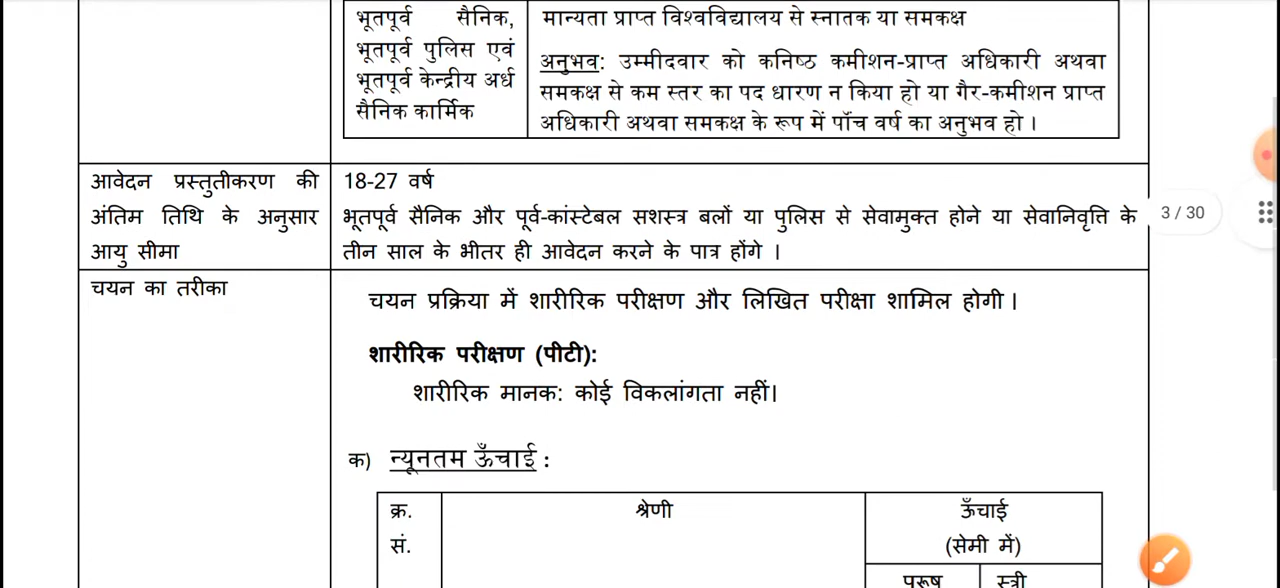 भूतपूर्व सैनिक,
भूतपूर्व पुलिस एवं
भूतपूर्व केन्द्रीय अर्ध
सैनिक कार्मिक
मान्यता प्राप्त विश्वविद्यालय से स्नातक या समकक्ष
अनुभव: उम्मीदवार को कनिष्ठ कमीशन-प्राप्त अधिकारी अथवा
समकक्ष से कम स्तर का पद धारण न किया हो या गैर-कमीशन प्राप्त
अधिकारी अथवा समकक्ष के रूप में पाँच वर्ष का अनुभव हो ।
आवेदन प्रस्तुतीकरण की
अंतिम तिथि के अनुसार
आयु सीमा
18-27 वर्ष
भूतपूर्व सैनिक और पूर्व-कांस्टेबल सशस्त्र बलों या पुलिस से सेवामुक्त होने या सेवानिवृत्ति के
तीन साल के भीतर ही आवेदन करने के पात्र होंगे ।
3 / 30
चयन का तरीका
चयन प्रक्रिया में शारीरिक परीक्षण और लिखित परीक्षा शामिल होगी ।
शारीरिक परीक्षण (पीटी):
शारीरिक मानक: कोई विकलांगता नहीं।
क) न्यूनतम ऊँचाई :
क्र.
सं.
श्रेणी
ऊँचाई
(सेमी में)
पुरूष
स्त्री